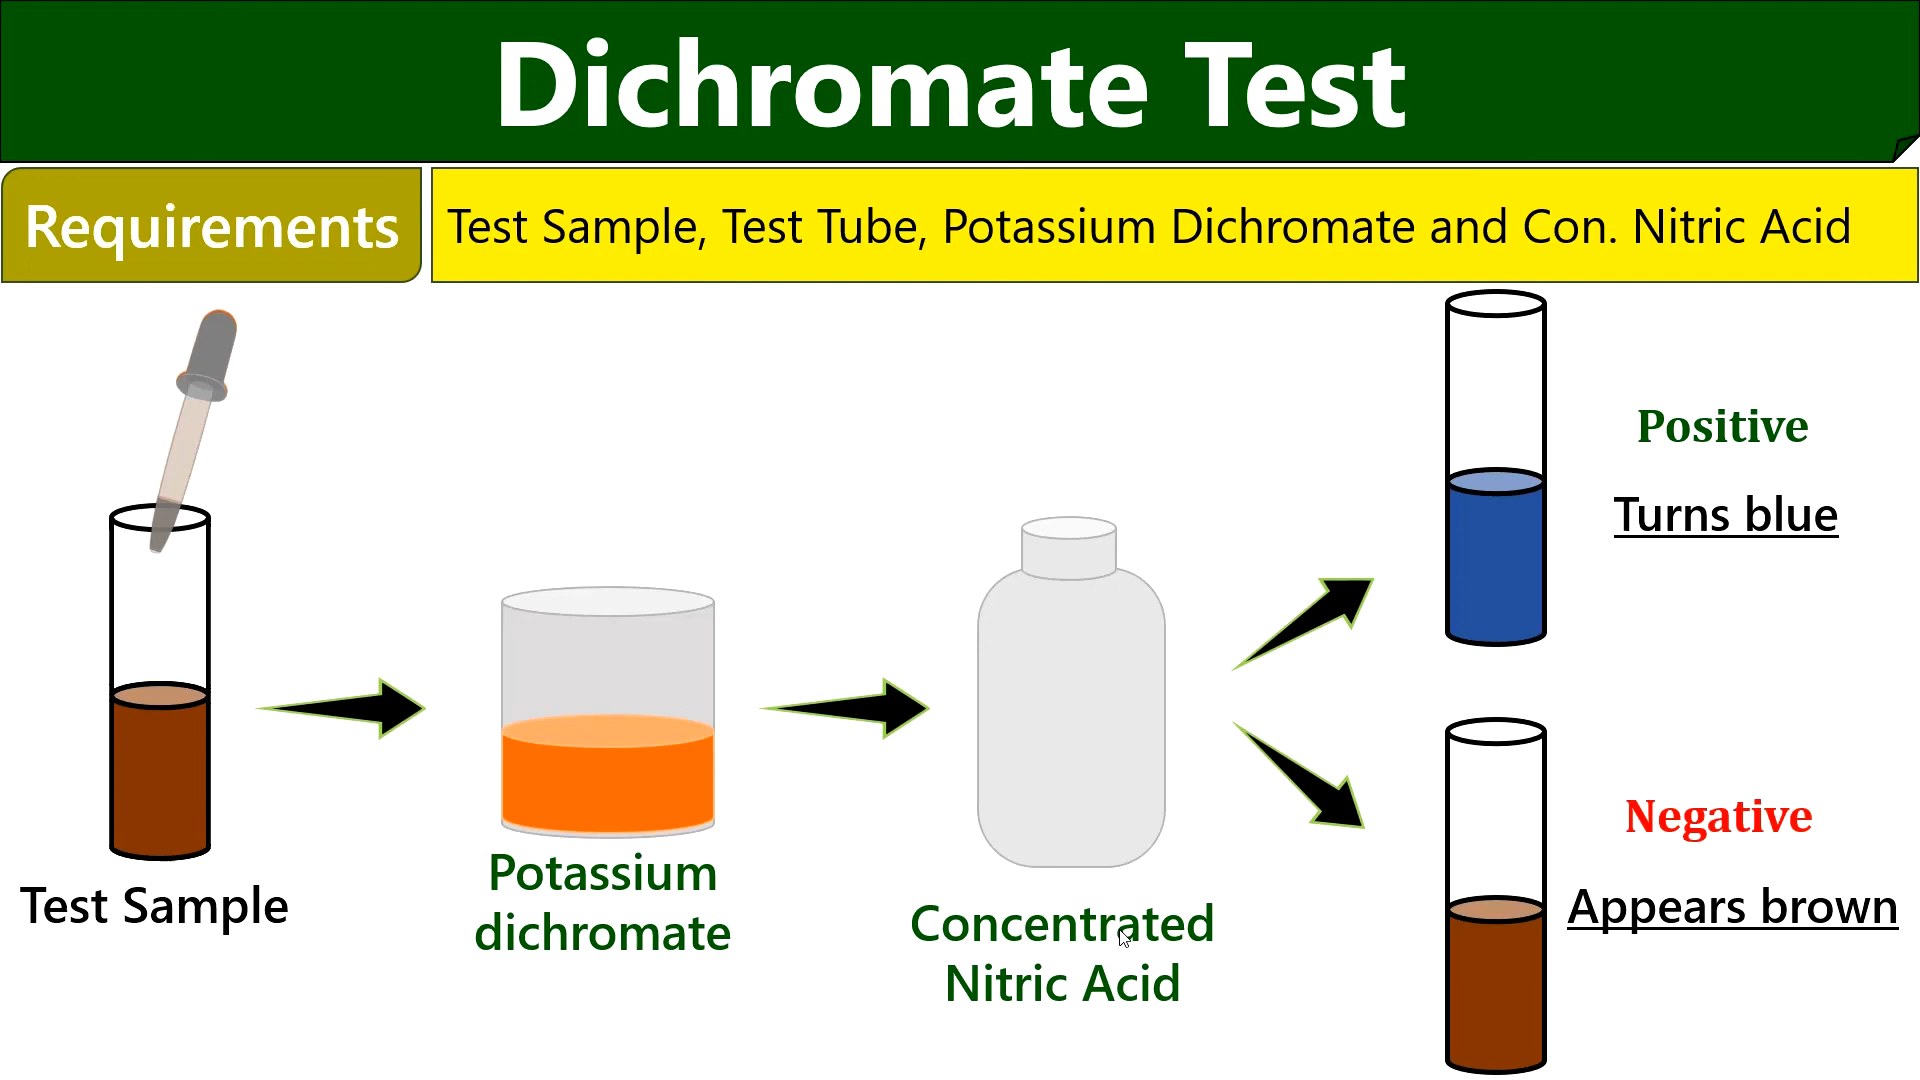 Dichromate Test
Requirements
Test Sample, Test Tube, Potassium Dichromate and Con. Nitric Acid
Test Sample
Potassium
dichromate
Concentrated
Nitric Acid
Positive
Turns blue
Negative
Appears brown